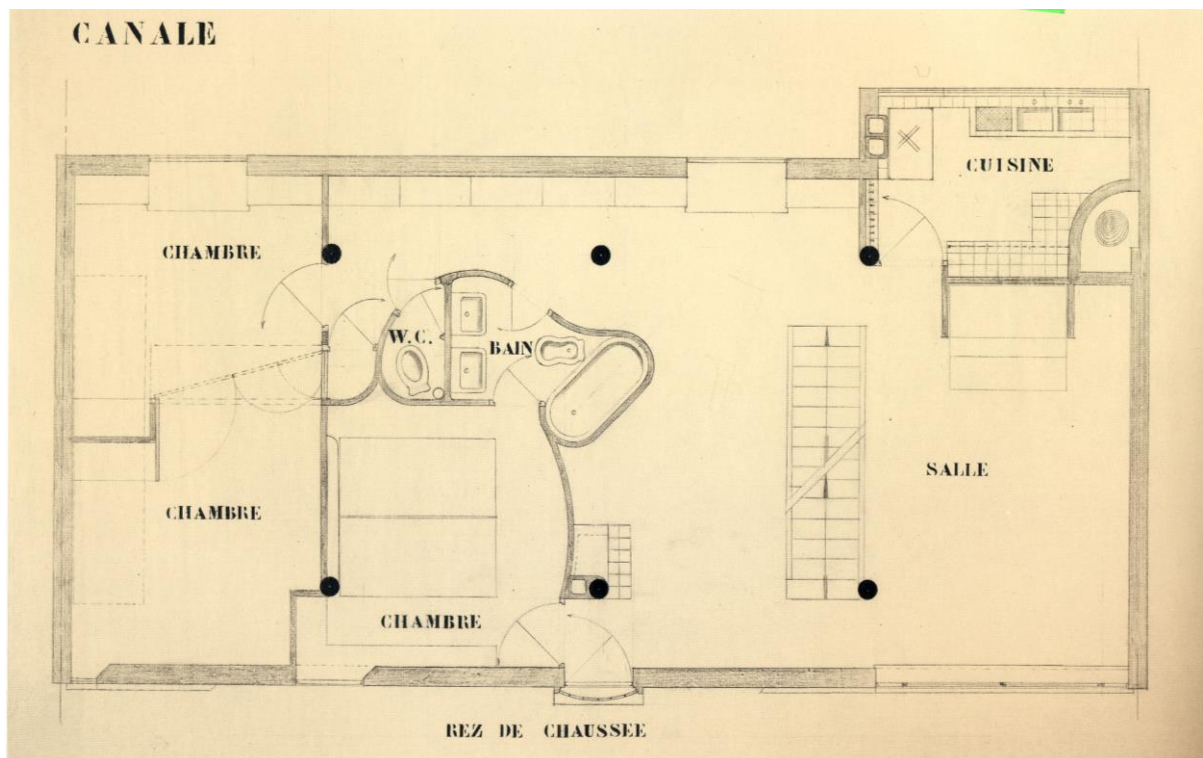 CANALE
CUISINE
CHAMBRE
W.C.
BAIN
SALLE
CHAMBRE
CHAMBRE
REZ DE CHAUSSEE